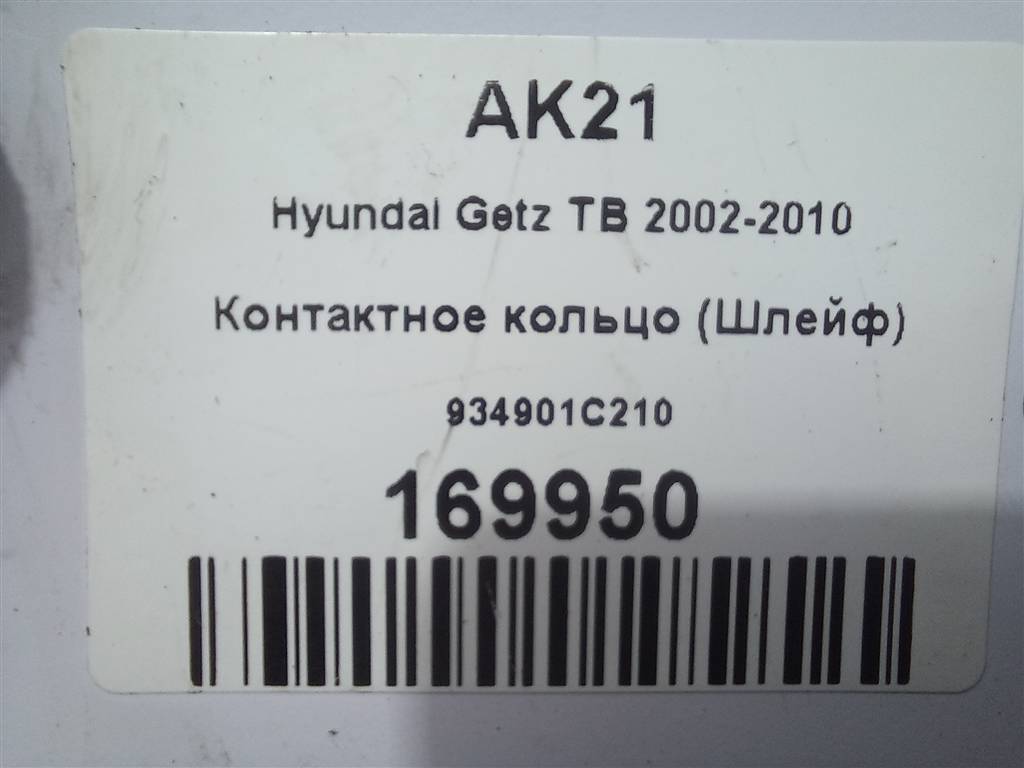 AK21
Hyundai Getz TB 2002-2010
Контактное кольцо (Шлейф)
934901C210
169950